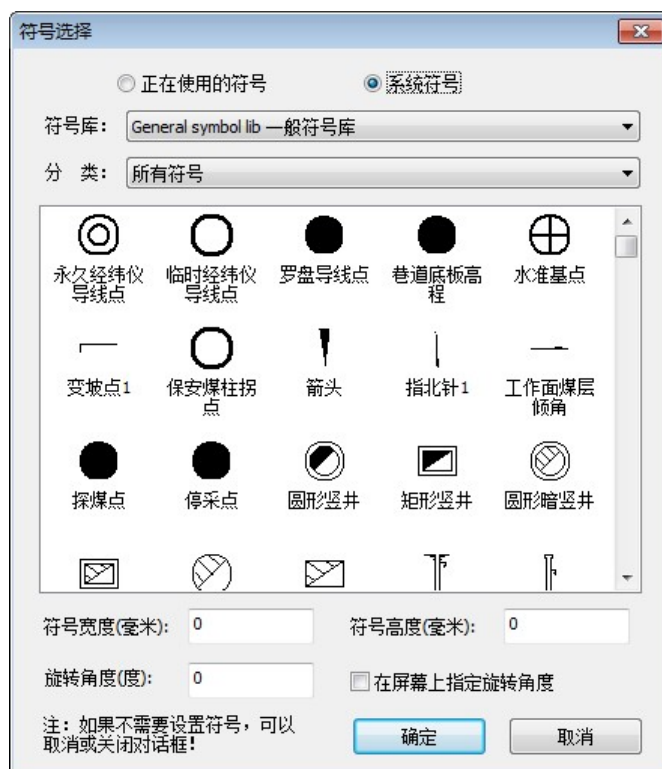 符号选择
正在使用的符号 系统符号
符号库: General symbol lib 一般符号库
分 类: 所有符号
永久经纬仪 临时经纬仪 罗盘导线点 巷道底板高 水准基点
导线点 导线点 程
变坡点1 保安煤柱拐 箭头 指北针1 工作面煤层
点 倾角
探煤点 停采点 圆形竖井 矩形竖井 圆形暗竖井
符号宽度(毫米): 0 符号高度(毫米): 0
旋转角度(度): 0 在屏幕上指定旋转角度
注: 如果不需要设置符号，可以
取消或关闭对话框!
确定 取消